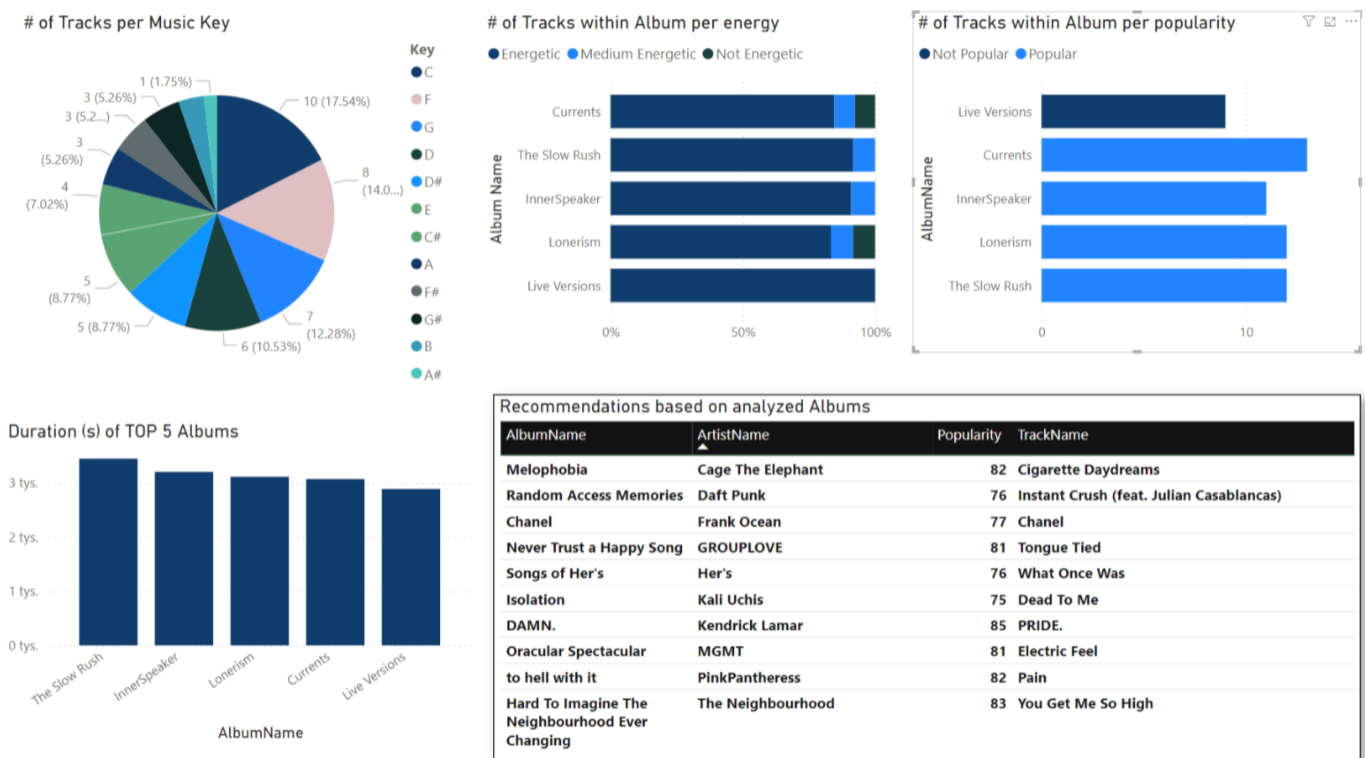 # of Tracks per Music Key
Key
C
F
G
D
D#
E
C#
A
F#
G#
B
A#
10 (17.54%)
8
(14.0...)
7
(12.28%)
6 (10.53%)
5 (8.77%)
5
(8.77%)
4
(7.02%)
3
(5.26%)
3 (5.2...)
3 (5.26%)
1 (1.75%)
# of Tracks within Album per energy
Energetic Medium Energetic Not Energetic
Album Name
Currents
The Slow Rush
InnerSpeaker
Lonerism
Live Versions
0% 50% 100%
# of Tracks within Album per popularity
Not Popular Popular
AlbumName
Live Versions
Currents
InnerSpeaker
Lonerism
The Slow Rush
0 10
Duration (s) of TOP 5 Albums
3 tys.
2 tys.
1 tys.
0 tys.
The Slow Rush
InnerSpeaker
Lonerism
Currents
Live Versions
AlbumName
Recommendations based on analyzed Albums
AlbumName ArtistName Popularity TrackName
Melophobia Cage The Elephant 82 Cigarette Daydreams
Random Access Memories Daft Punk 76 Instant Crush (feat. Julian Casablancas)
Chanel Frank Ocean 77 Chanel
Never Trust a Happy Song GROUPLOVE 81 Tongue Tied
Songs of Her's Her's 76 What Once Was
Isolation Kali Uchis 75 Dead To Me
DAMN. Kendrick Lamar 85 PRIDE.
Oracular Spectacular MGMT 81 Electric Feel
to hell with it PinkPantheress 82 Pain
Hard To Imagine The The Neighbourhood 83 You Get Me So High
Neighbourhood Ever
Changing